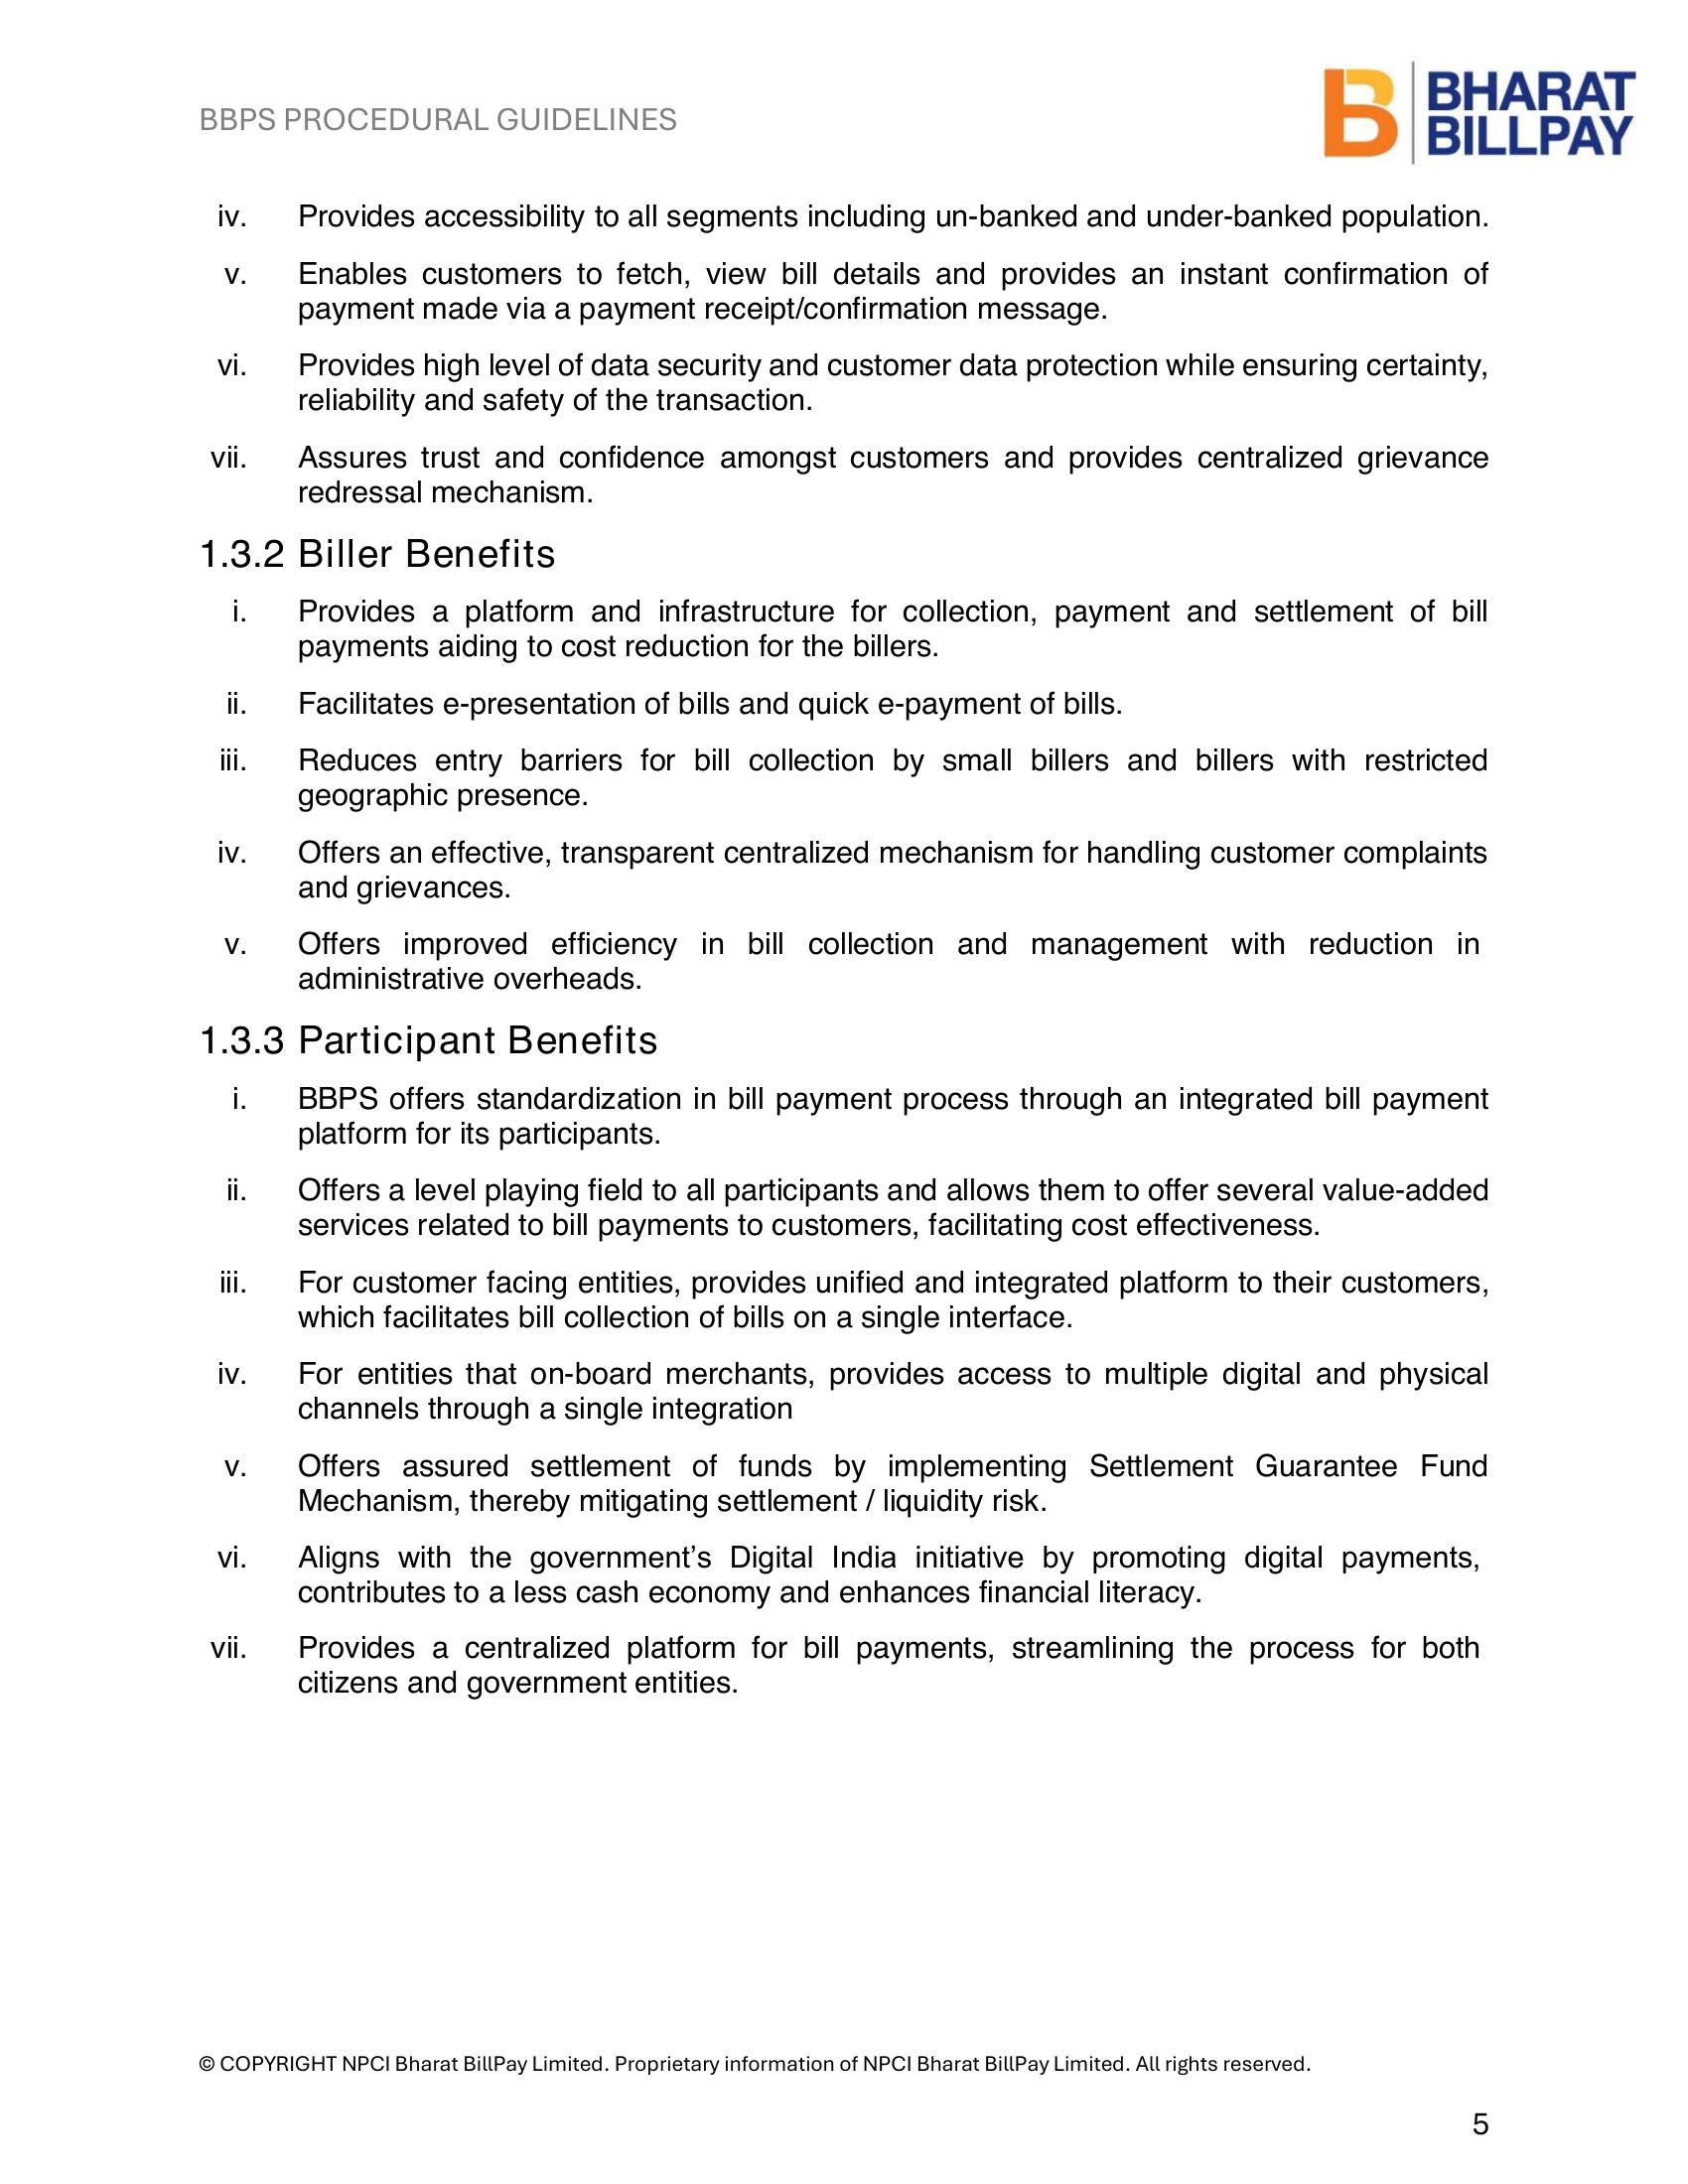 BBPS PROCEDURAL GUIDELINES
BHARAT
BILLPAY
iv. Provides accessibility to all segments including un-banked and under-banked population.
v. Enables customers to fetch, view bill details and provides an instant confirmation of
payment made via a payment receipt/confirmation message.
vi. Provides high level of data security and customer data protection while ensuring certainty,
reliability and safety of the transaction.
vii. Assures trust and confidence amongst customers and provides centralized grievance
redressal mechanism.
1.3.2 Biller Benefits
i. Provides a platform and infrastructure for collection, payment and settlement of bill
payments aiding to cost reduction for the billers.
ii. Facilitates e-presentation of bills and quick e-payment of bills.
iii. Reduces entry barriers for bill collection by small billers and billers with restricted
geographic presence.
iv. Offers an effective, transparent centralized mechanism for handling customer complaints
and grievances.
v. Offers improved efficiency in bill collection and management with reduction in
administrative overheads.
1.3.3 Participant Benefits
i. BBPS offers standardization in bill payment process through an integrated bill payment
platform for its participants.
ii. Offers a level playing field to all participants and allows them to offer several value-added
services related to bill payments to customers, facilitating cost effectiveness.
iii. For customer facing entities, provides unified and integrated platform to their customers,
which facilitates bill collection of bills on a single interface.
iv. For entities that on-board merchants, provides access to multiple digital and physical
channels through a single integration
v. Offers assured settlement of funds by implementing Settlement Guarantee Fund
Mechanism, thereby mitigating settlement / liquidity risk.
vi. Aligns with the government’s Digital India initiative by promoting digital payments,
contributes to a less cash economy and enhances financial literacy.
vii. Provides a centralized platform for bill payments, streamlining the process for both
citizens and government entities.
© COPYRIGHT NPCI Bharat BillPay Limited. Proprietary information of NPCI Bharat BillPay Limited. All rights reserved.
5